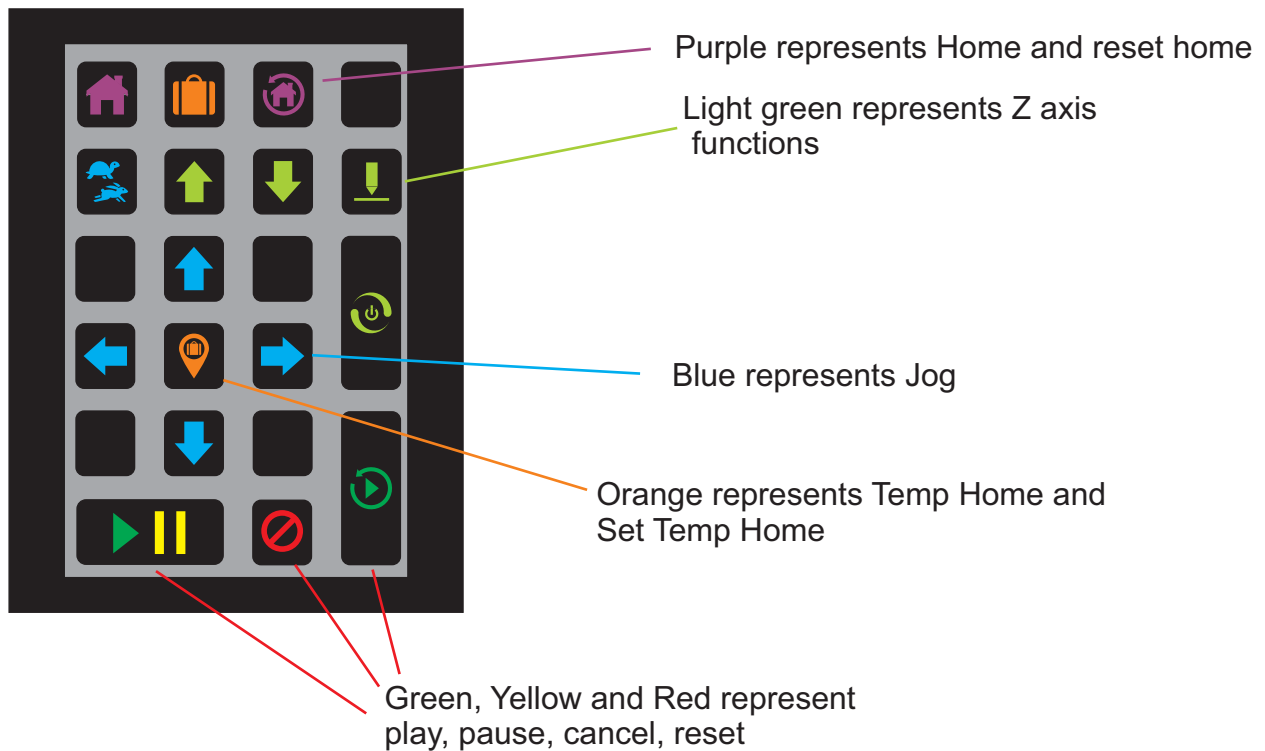 Purple represents Home and reset home
Light green represents Z axis
functions
Blue represents Jog
Orange represents Temp Home and
Set Temp Home
Green, Yellow and Red represent
play, pause, cancel, reset